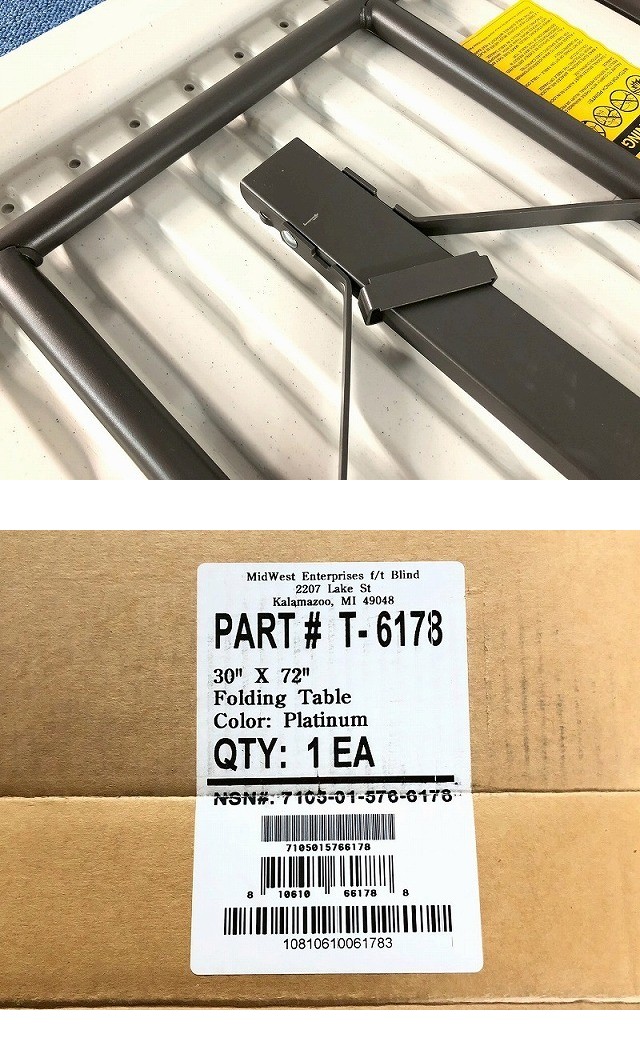 MidWest Enterprises f/t Blind
2207 Lake St
Kalamazoo, MI 49048
PART # T-6178
30" X 72"
Folding Table
Color: Platinum
QTY: 1 EA
NSN#: 7105-01-576-6178
7105015766178
8 10610 66178 8
10810610061783